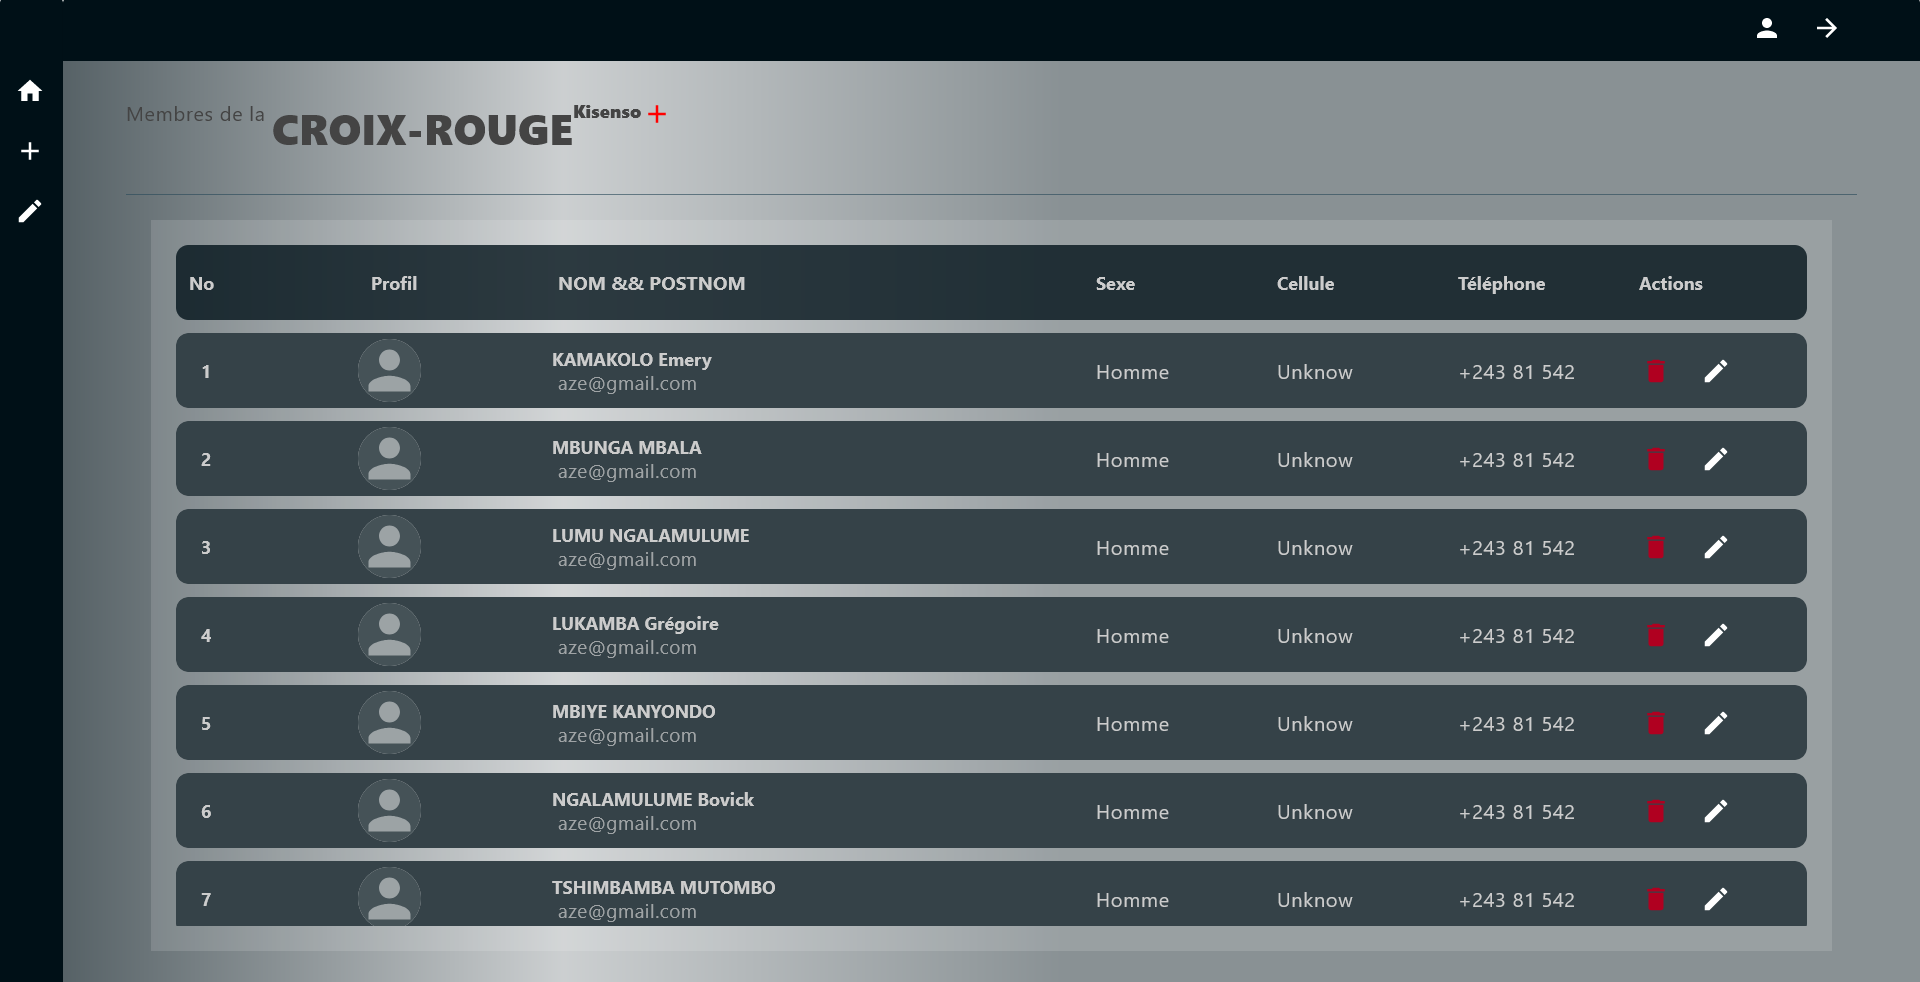 Membres de la CROIX-ROUGE Kisenso
No Profil NOM && POSTNOM Sexe Cellule Téléphone Actions
1 KAMAKOLO Emery Homme Unknow +243 81 542
aze@gmail.com
2 MBUNGA MBALA Homme Unknow +243 81 542
aze@gmail.com
3 LUMU NGALAMULUME Homme Unknow +243 81 542
aze@gmail.com
4 LUKAMBA Grégoire Homme Unknow +243 81 542
aze@gmail.com
5 MBIYE KANYONDO Homme Unknow +243 81 542
aze@gmail.com
6 NGALAMULUME Bovick Homme Unknow +243 81 542
aze@gmail.com
7 TSHIMBAMBA MUTOMBO Homme Unknow +243 81 542
aze@gmail.com